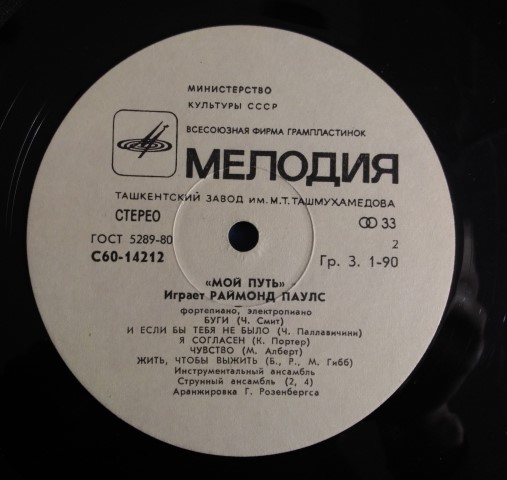 МИНИСТЕРСТВО
КУЛЬТУРЫ СССР
ВСЕСОЮЗНАЯ ФИРМА ГРАМПЛАСТИНОК
МЕЛОДИЯ
ТАШКЕНТСКИЙ ЗАВОД ИМ. М.Т. ТАШМУХАМЕДОВА
СТЕРЕО 33
ГОСТ 5289-80 2
С60-14212 Гр. 3. 1-90
«МОЙ ПУТЬ»
Играет РАЙМОНД ПАУЛС
фортепиано, электропиано
БУГИ (Ч. Смит)
И ЕСЛИ БЫ ТЕБЯ НЕ БЫЛО (Ч. Паллавичини)
Я СОГЛАСЕН (К. Портер)
ЧУВСТВО (М. Алберт)
ЖИТЬ, ЧТОБЫ ВЫЖИТЬ (Б., Р., М. Гибб)
Инструментальный ансамбль
Струнный ансамбль (2, 4)
Аранжировка Г. Розенбергса